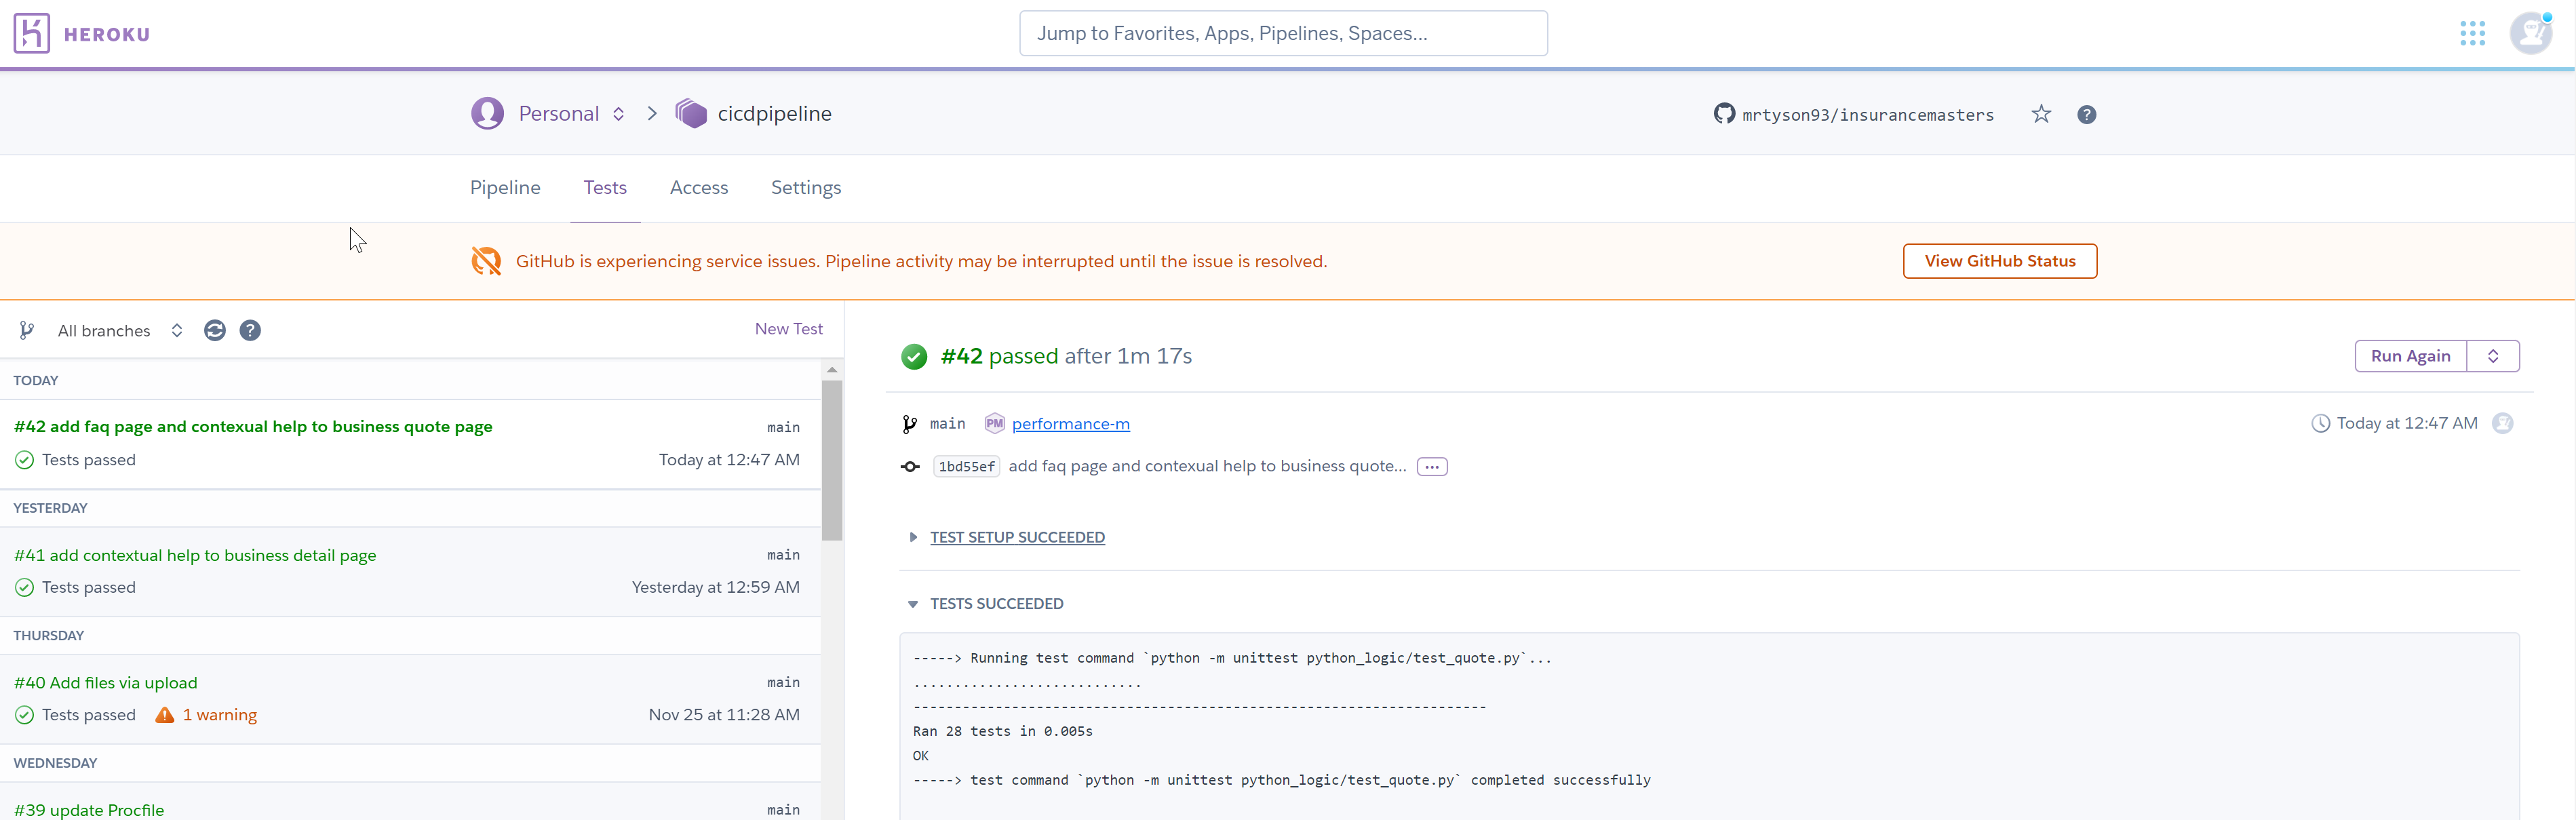 HEROKU
Jump to Favorites, Apps, Pipelines, Spaces...
Personal
cicdpipeline
mrtyson93/insurancemasters
?
Pipeline
Tests
Access
Settings
GitHub is experiencing service issues. Pipeline activity may be interrupted until the issue is resolved.
View GitHub Status
All branches
?
New Test
TODAY
#42 add faq page and contexual help to business quote page
main
Tests passed
Today at 12:47 AM
YESTERDAY
#41 add contextual help to business detail page
main
Tests passed
Yesterday at 12:59 AM
THURSDAY
#40 Add files via upload
main
Tests passed
1 warning
Nov 25 at 11:28 AM
WEDNESDAY
#39 update Procfile
main
#42 passed after 1m 17s
Run Again
main
PM
performance-m
Today at 12:47 AM
1bd55ef
add faq page and contexual help to business quote...
...
TEST SETUP SUCCEEDED
TESTS SUCCEEDED
-----> Running test command `python -m unittest python_logic/test_quote.py`...
............................
----------------------------------------------------------------------
Ran 28 tests in 0.005s
OK
-----> test command `python -m unittest python_logic/test_quote.py` completed successfully